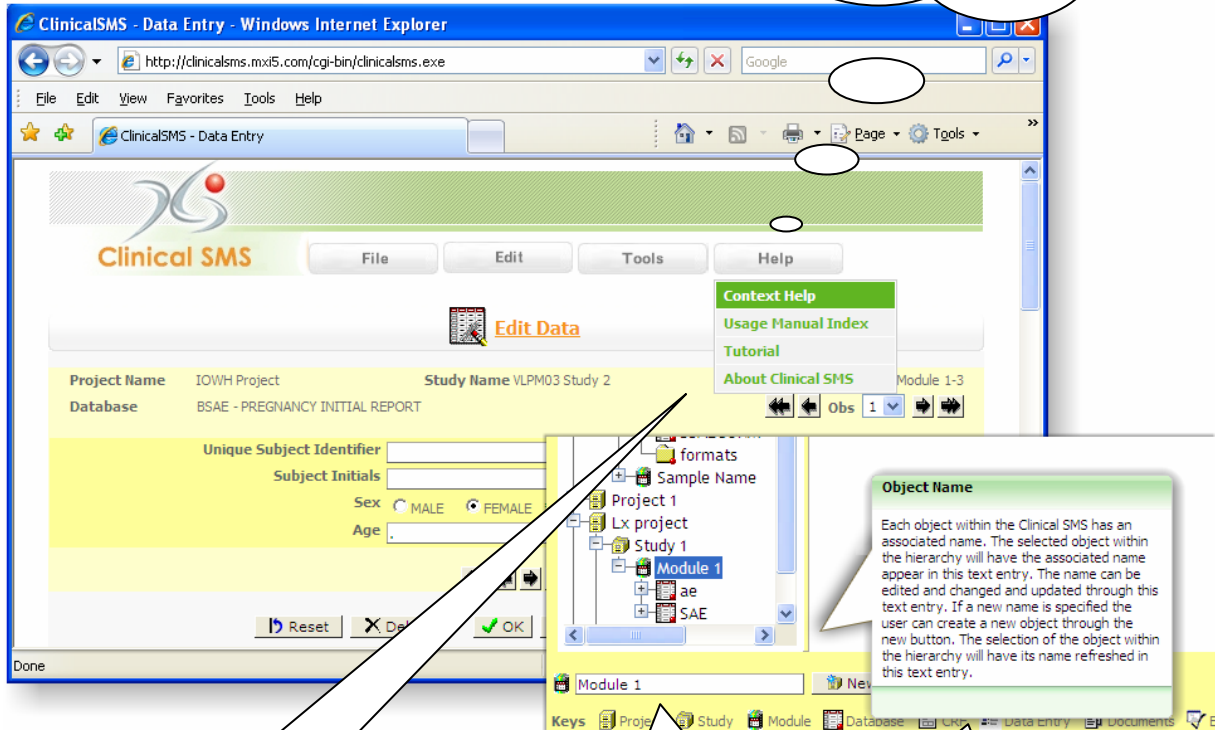 ClinicalSMS - Data Entry - Windows Internet Explorer
http://clinicalsms.mxi5.com/cgi-bin/clinicalsms.exe
Google
File Edit View Favorites Tools Help
ClinicalSMS - Data Entry
Page Tools
Clinical SMS
File Edit Tools Help
Context Help
Usage Manual Index
Tutorial
About Clinical SMS
Edit Data
Project Name IOWH Project Study Name VLPM03 Study 2 Module 1-3
Database BSAE - PREGNANCY INITIAL REPORT Obs 1
Unique Subject Identifier
Subject Initials
Sex MALE FEMALE
Age .
Reset OK
Done
formats
Sample Name
Project 1
Lx project
Study 1
Module 1
ae
SAE
Object Name
Each object within the Clinical SMS has an
associated name. The selected object within
the hierarchy will have the associated name
appear in this text entry. The name can be
edited and changed and updated through this
text entry. If a new name is specified the
user can create a new object through the
new button. The selection of the object within
the hierarchy will have its name refreshed in
this text entry.
Module 1 New
Keys Project Study Module Database CRF Data Entry Documents